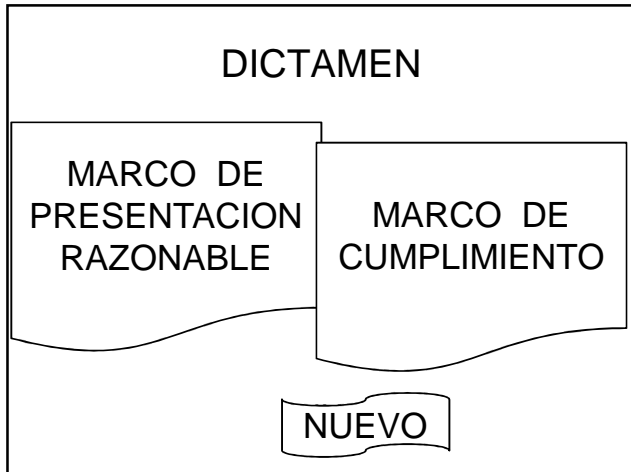 DICTAMEN
MARCO DE
PRESENTACION
RAZONABLE
MARCO DE
CUMPLIMIENTO
NUEVO